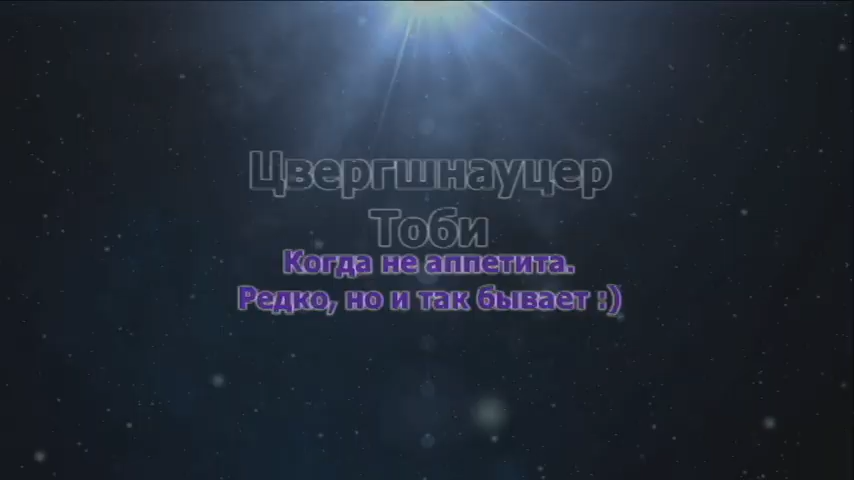 Цвергшнауцер
Тоби
Когда не аппетита.
Редко, но и так бывает :)